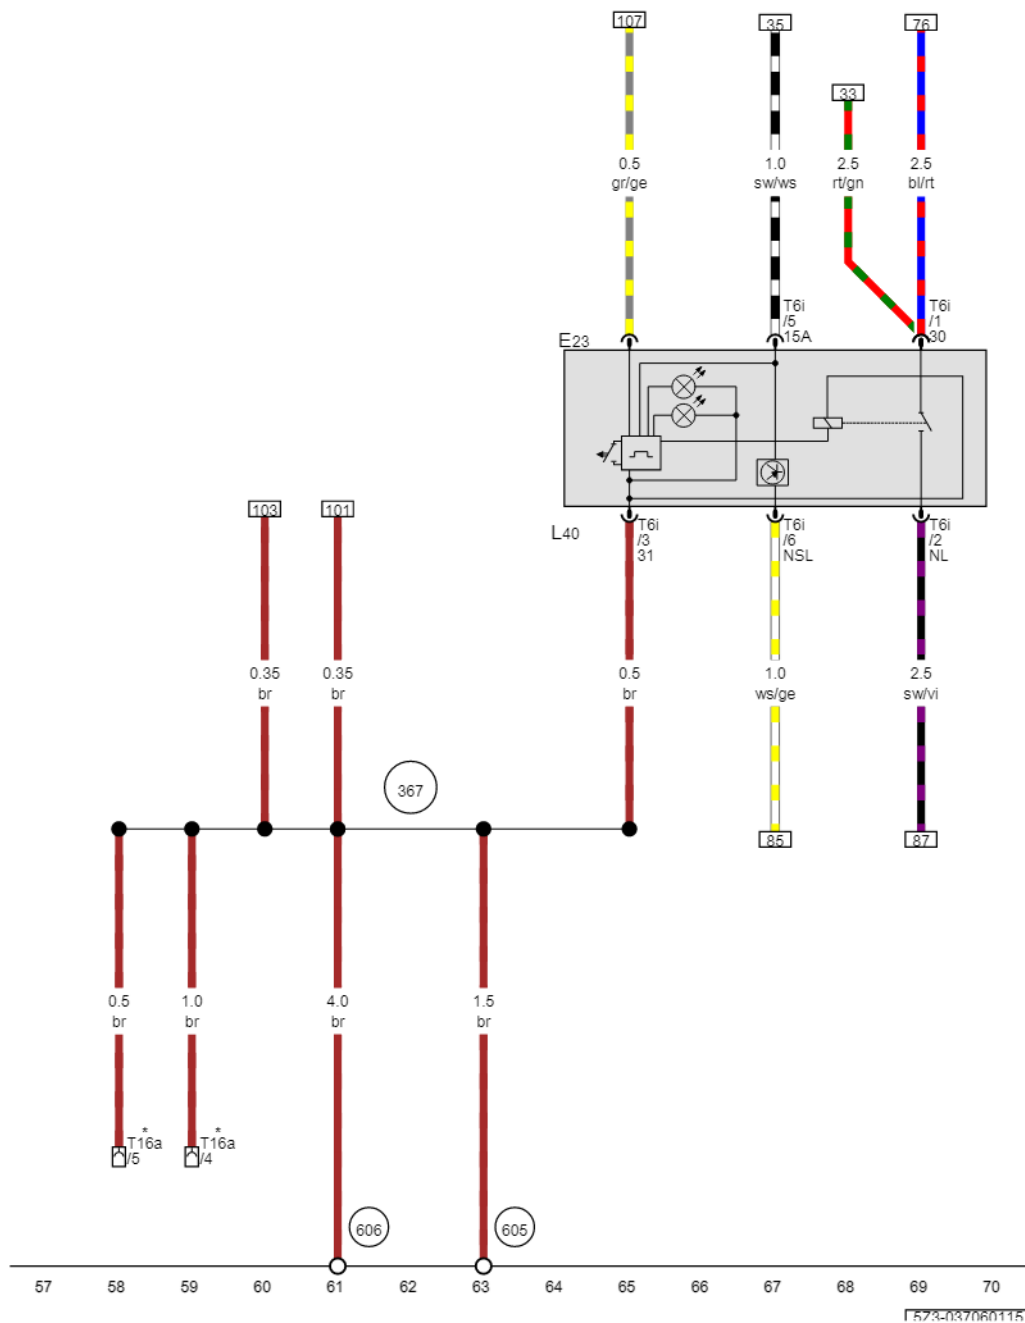 107
35
76
33
0.5
gr/ge
1.0
sw/ws
2.5
rt/gn
2.5
bl/rt
T6i
/5
15A
T6i
/1
30
E23
L40
T6i
/3
31
T6i
/6
NSL
T6i
/2
NL
103
101
0.35
br
0.35
br
0.5
br
1.0
ws/ge
2.5
sw/vi
367
85
87
0.5
br
1.0
br
4.0
br
1.5
br
*
T16a
/5
*
T16a
/4
606
605
57 58 59 60 61 62 63 64 65 66 67 68 69 70
573-037060115